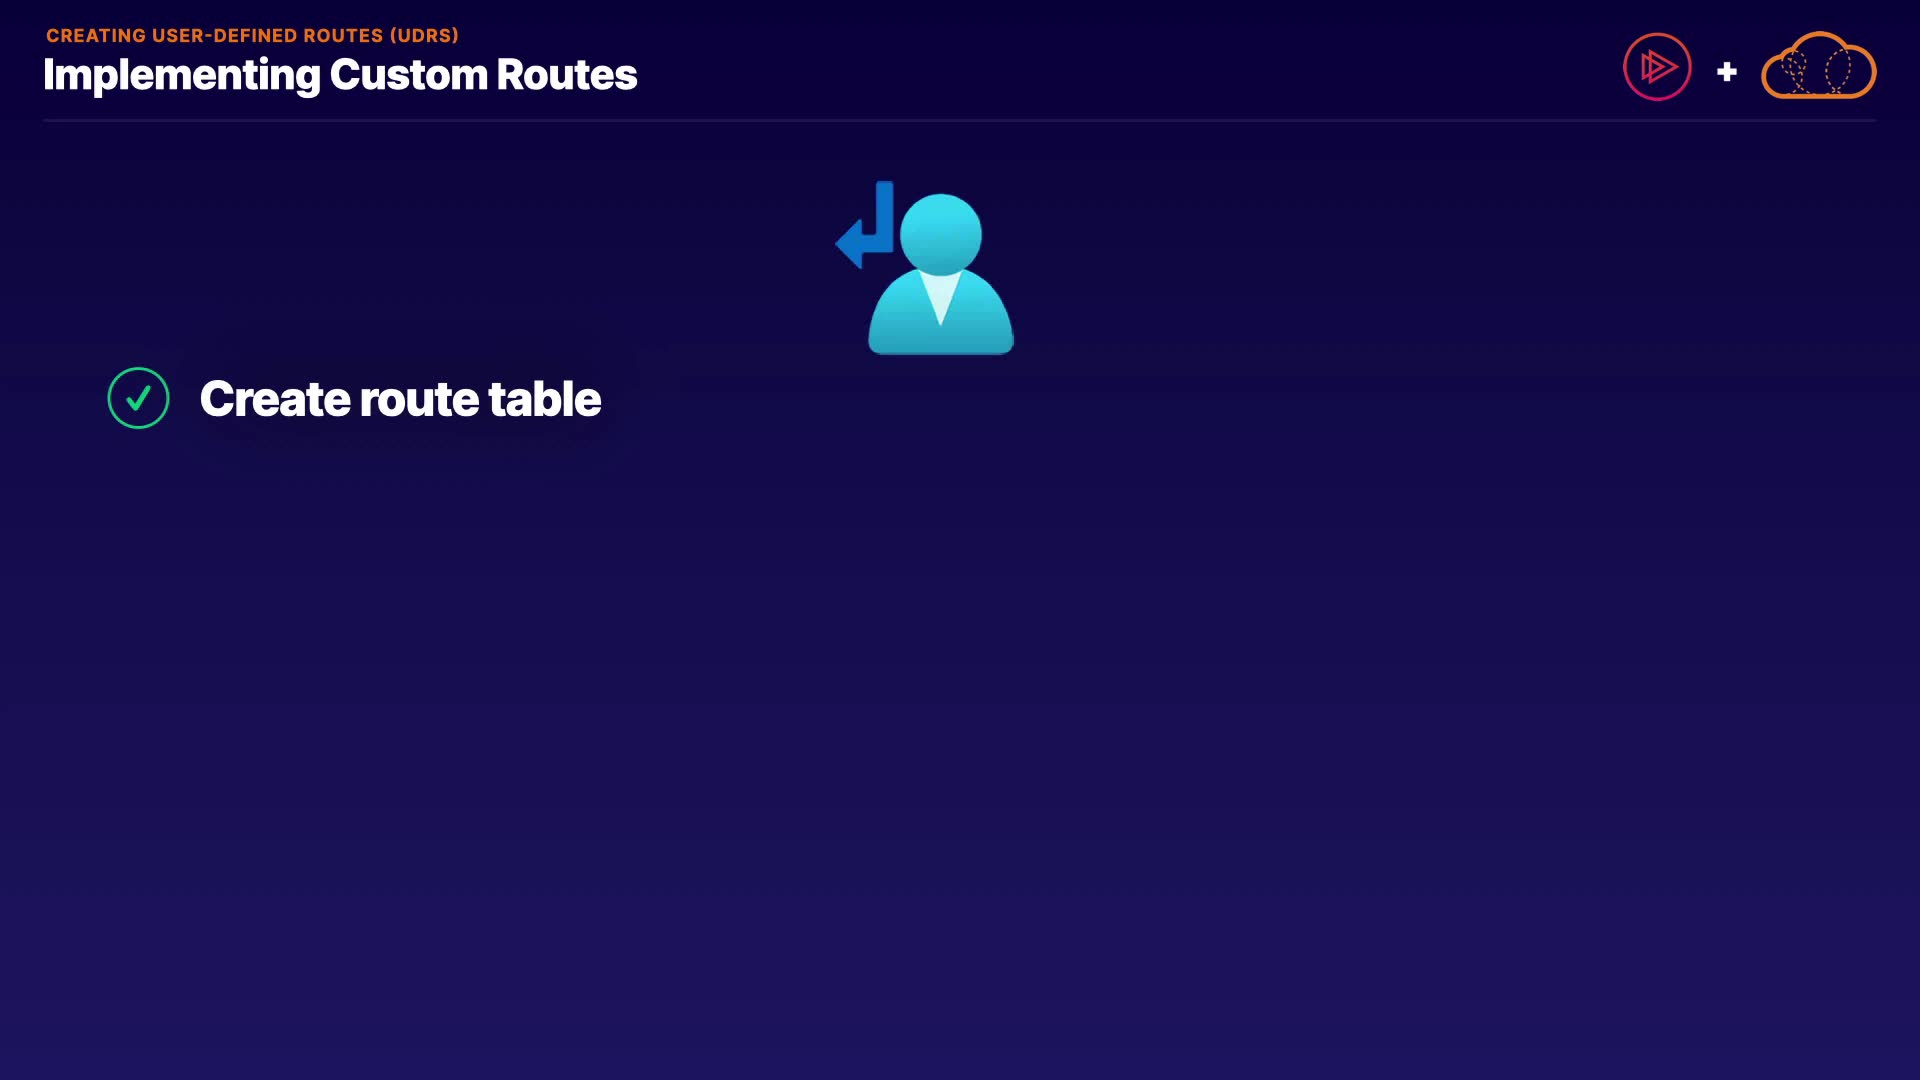 CREATING USER-DEFINED ROUTES (UDRS)
Implementing Custom Routes
+
Create route table